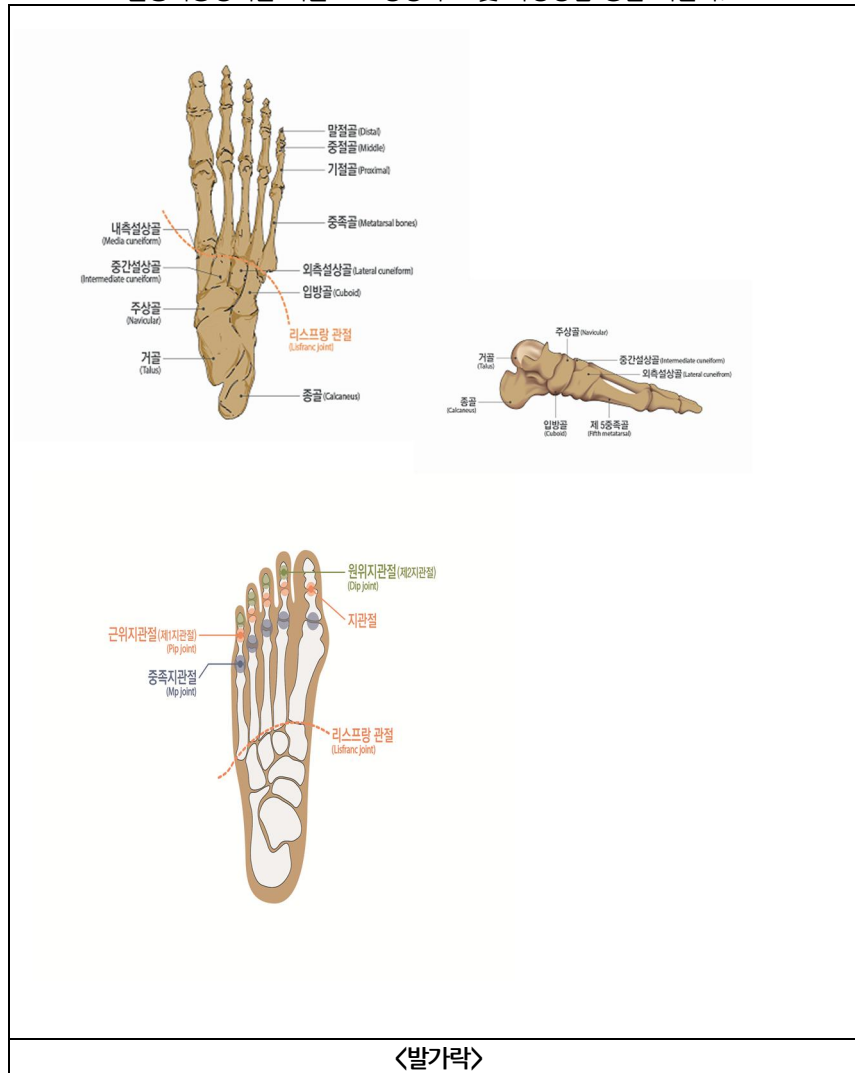 말절골(Distal)
중절골(Middle)
기절골(Proximal)
중족골(Metatarsal bones)
내측설상골
(Media cuneiform)
중간설상골
(Intermediate cuneiform)
외측설상골(Lateral cuneiform)
입방골(Cuboid)
주상골
(Navicular)
리스프랑 관절
(Lisfranc joint)
거골
(Talus)
종골(Calcaneus)
주상골(Navicular)
거골
(Talus)
중간설상골(Intermediate cuneiform)
외측설상골(Lateral cuneifrom)
종골
(Calcaneus)
입방골
(Cuboid)
제 5중족골
(Fifth metatarsal)
원위지관절(제2지관절)
(Dip joint)
지관절
근위지관절(제1지관절)
(Pip joint)
중족지관절
(Mp joint)
리스프랑 관절
(Lisfranc joint)
<발가락>